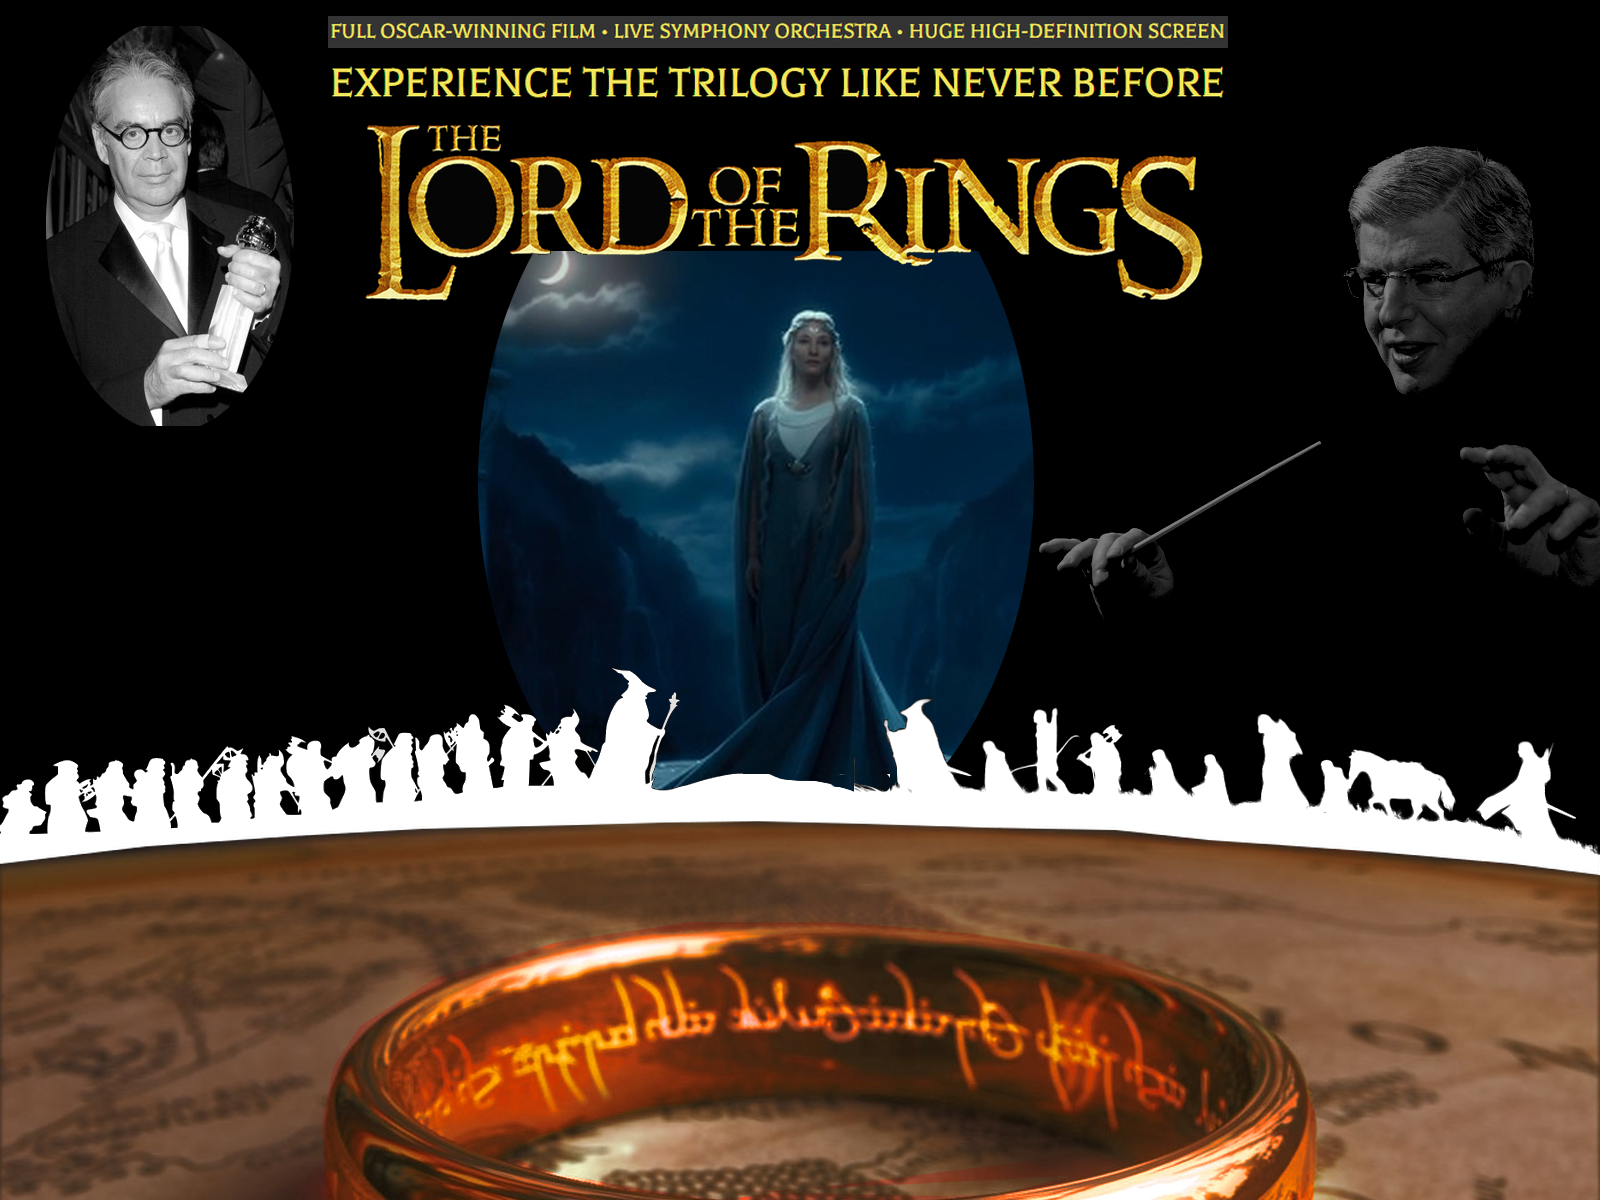 FULL OSCAR-WINNING FILM • LIVE SYMPHONY ORCHESTRA • HUGE HIGH-DEFINITION SCREEN
EXPERIENCE THE TRILOGY LIKE NEVER BEFORE
THE LORD OF THE RINGS